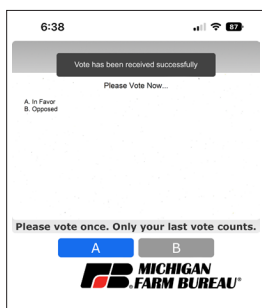 6:38
87
Vote has been received successfully
Please Vote Now...
A. In Favor
B. Opposed
Please vote once. Only your last vote counts.
A B
MICHIGAN
FARM BUREAU®